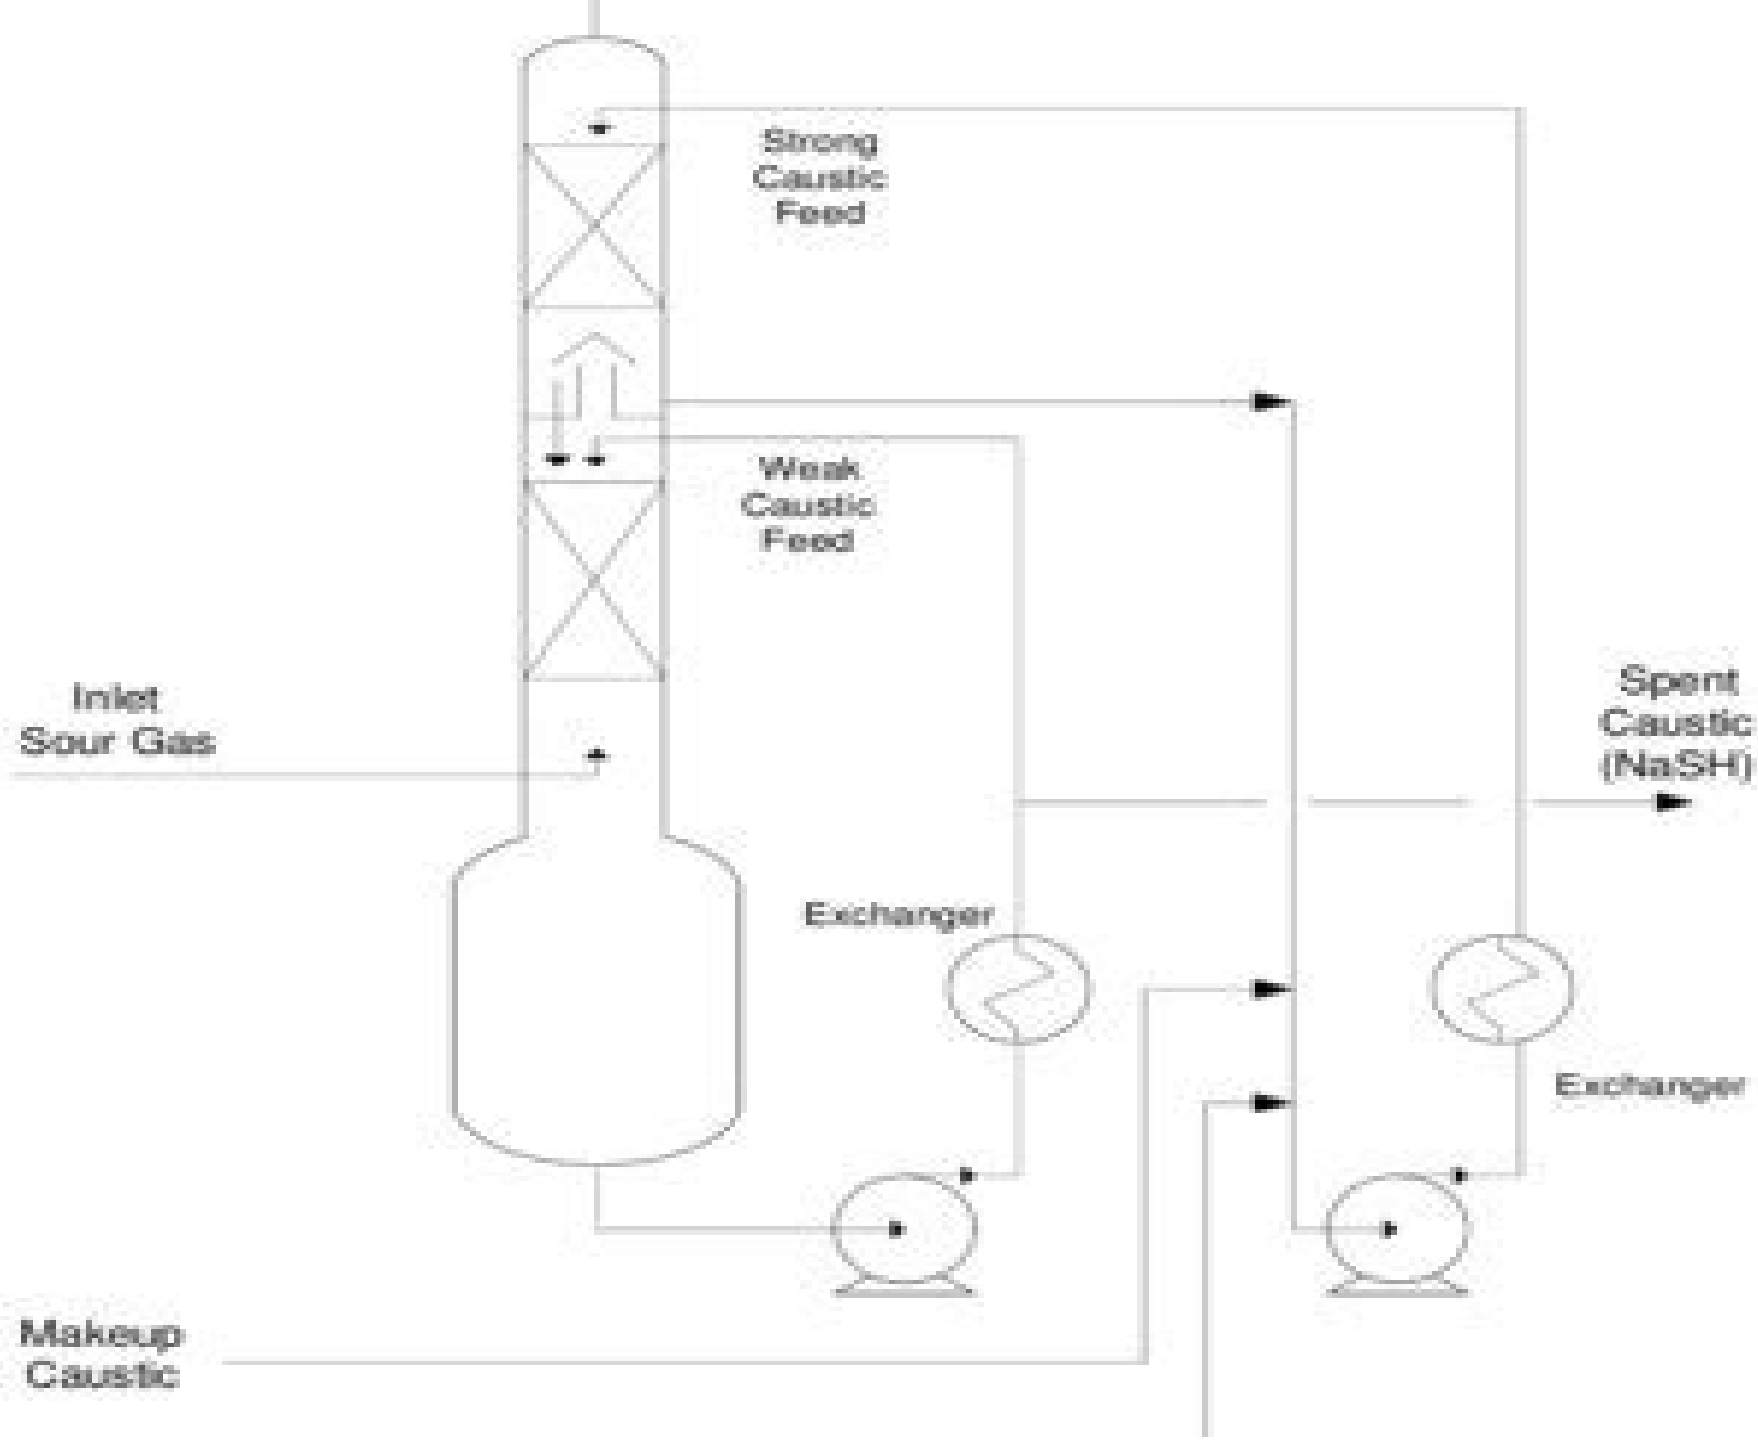 Strong
Caustic
Feed
Weak
Caustic
Feed
Inlet
Sour Gas
Spent
Caustic
(NaSH)
Exchanger
Exchanger
Makeup
Caustic